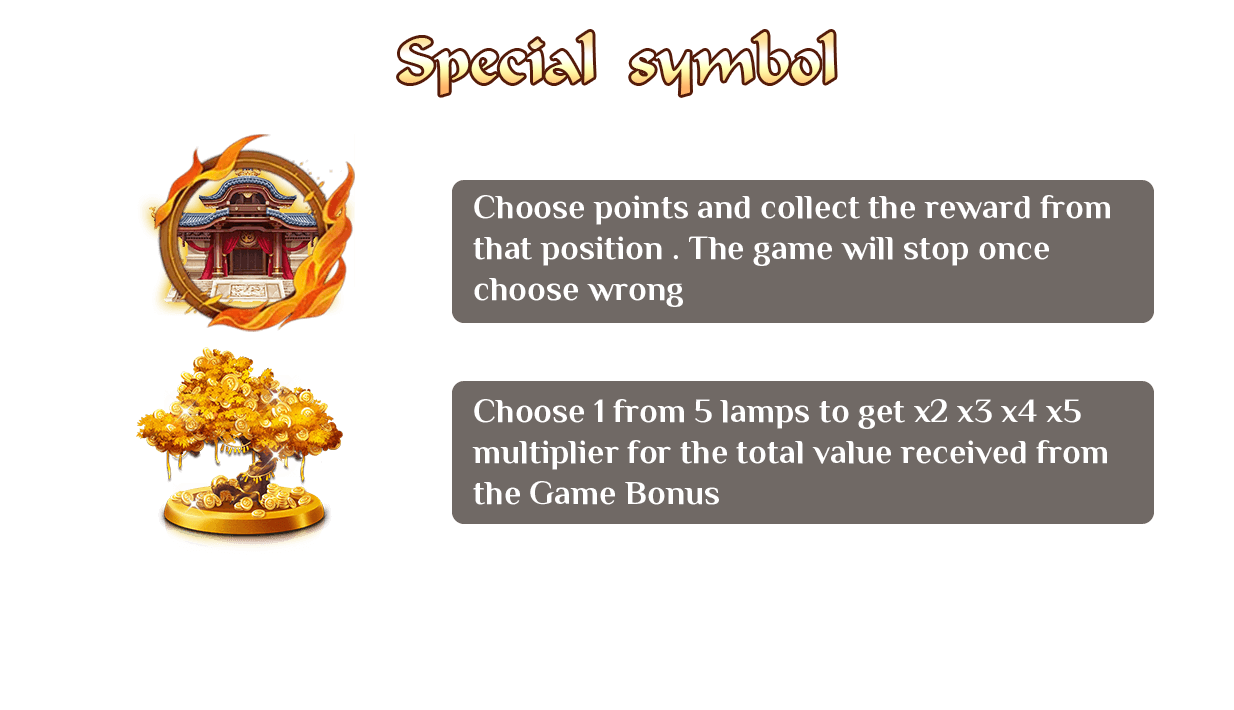 Special symbol
Choose points and collect the reward from
that position . The game will stop once
choose wrong
Choose 1 from 5 lamps to get x2 x3 x4 x5
multiplier for the total value received from
the Game Bonus